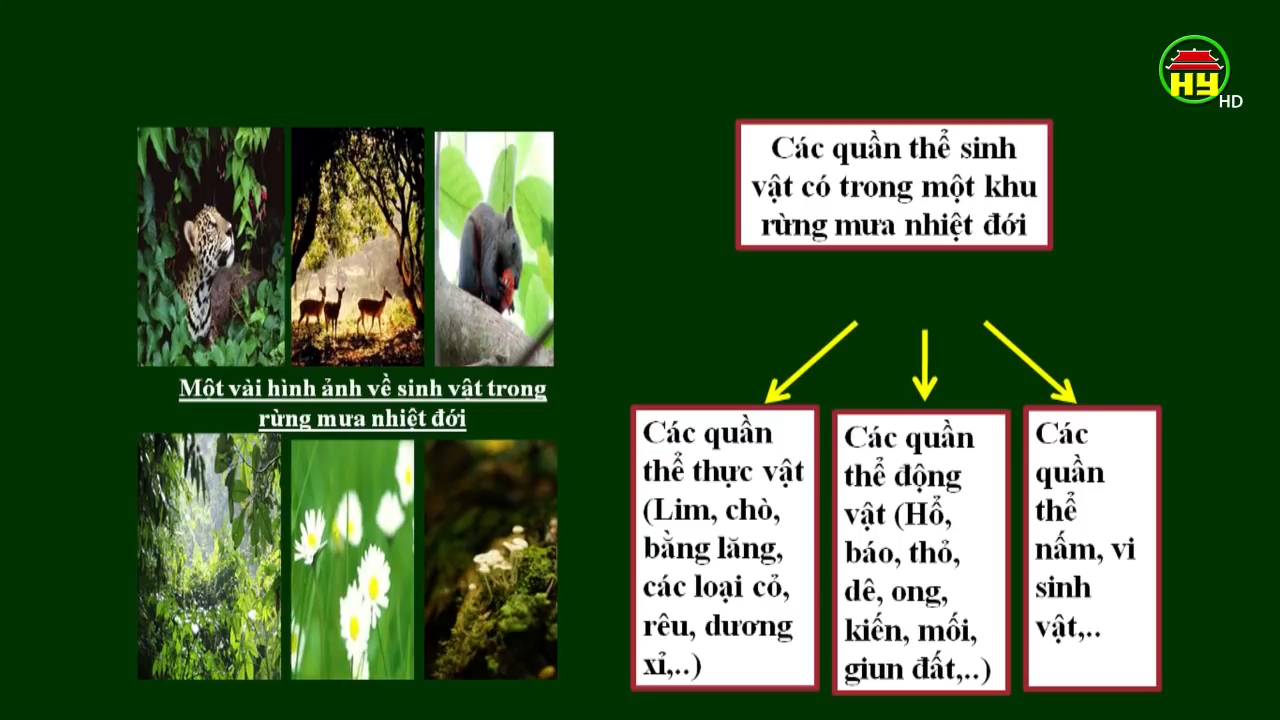 HY
HD
Các quần thể sinh
vật có trong một khu
rừng mưa nhiệt đới
Một vài hình ảnh về sinh vật trong
rừng mưa nhiệt đới
Các quần
thể thực vật
(Lim, chò,
bằng lăng,
các loại cỏ,
rêu, dương
xỉ,..)
Các quần
thể động
vật (Hổ,
báo, thỏ,
dê, ong,
kiến, mối,
giun đất,..)
Các
quần
thể
nấm, vi
sinh
vật,..